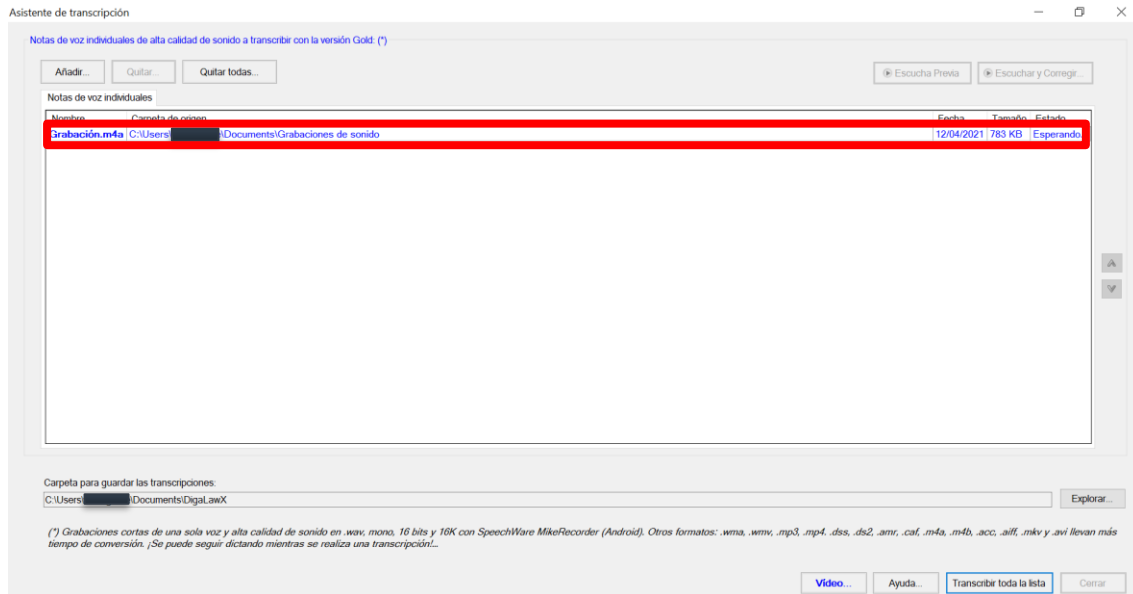 Asistente de transcripción
Notas de voz individuales de alta calidad de sonido a transcribir con la versión Gold: (*)
Añadir... Quitar... Quitar todas... Escucha Previa Escuchar y Corregir...
Notas de voz individuales
Nombre Carpeta de origen Fecha Tamaño Estado
Grabación.m4a C:\Users\ \Documents\Grabaciones de sonido 12/04/2021 783 KB Esperando.
Carpeta para guardar las transcripciones:
C:\Users\ \Documents\DigaLawX Explorar...
(*) Grabaciones cortas de una sola voz y alta calidad de sonido en .wav, mono, 16 bits y 16K con SpeechWare MikeRecorder (Android). Otros formatos: .wma, .wmv, .mp3, .mp4. .dss, .ds2, .amr, .caf, .m4a, .m4b, .acc, .aiff, .mkv y .avi llevan más
tiempo de conversión. ¡Se puede seguir dictando mientras se realiza una transcripción!...
Vídeo... Ayuda... Transcribir toda la lista Cerrar